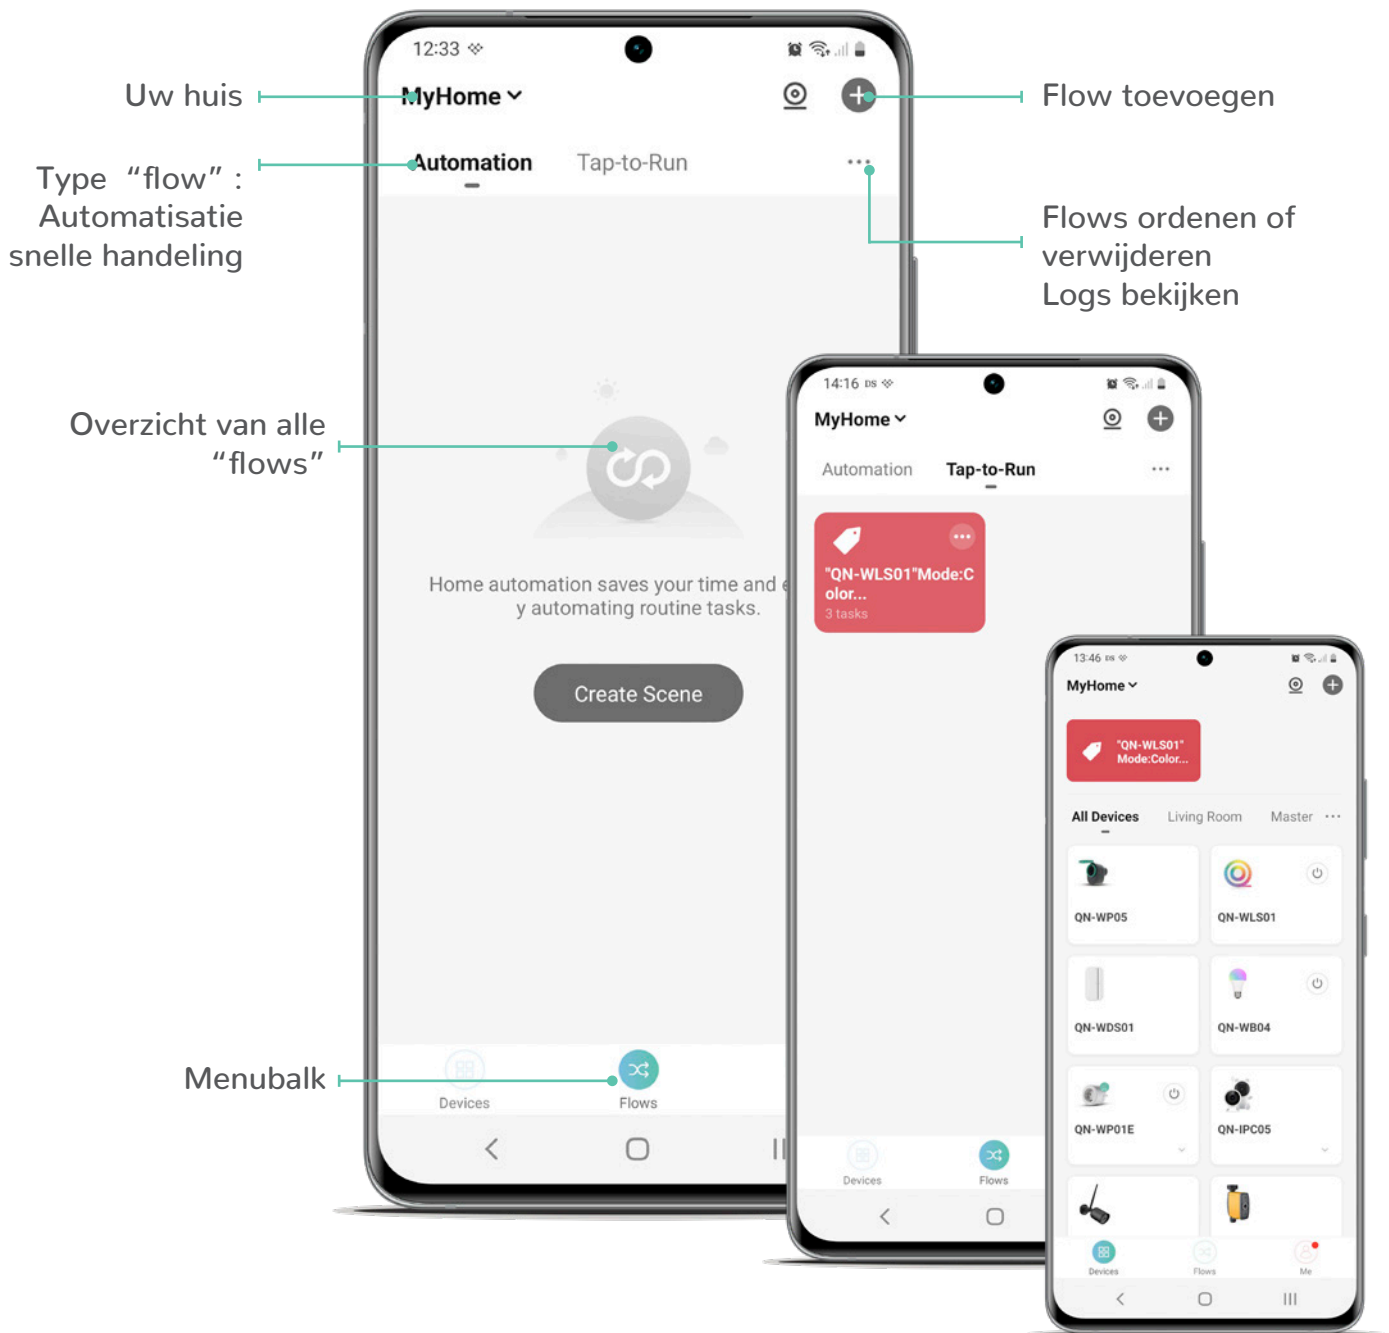 Uw huis
Type “flow” :
Automatisatie
snelle handeling
Overzicht van alle
“flows”
Menubalk
12:33
MyHome
Automation Tap-to-Run
Home automation saves your time and e
y automating routine tasks.
Create Scene
Devices Flows
Flow toevoegen
Flows ordenen of
verwijderen
Logs bekijken
14:16 DS
MyHome
Automation Tap-to-Run
"QN-WLS01"Mode:C
olor...
3 tasks
Devices Flows
13:46 DS
MyHome
"QN-WLS01"
Mode:Color...
All Devices Living Room Master
QN-WP05 QN-WLS01
QN-WDS01 QN-WB04
QN-WP01E QN-IPC05
Devices Flows Me